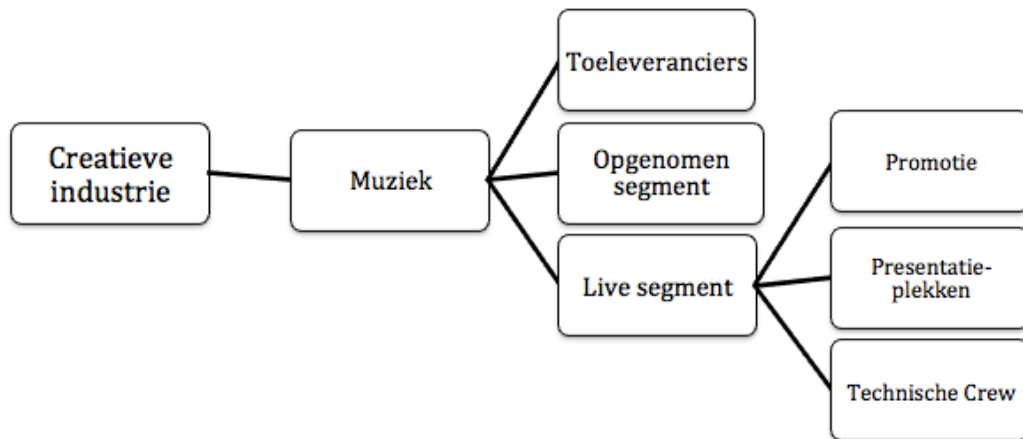 Creatieve
industrie
Muziek
Toeleveranciers
Opgenomen
segment
Live segment
Promotie
Presentatie-
plekken
Technische Crew